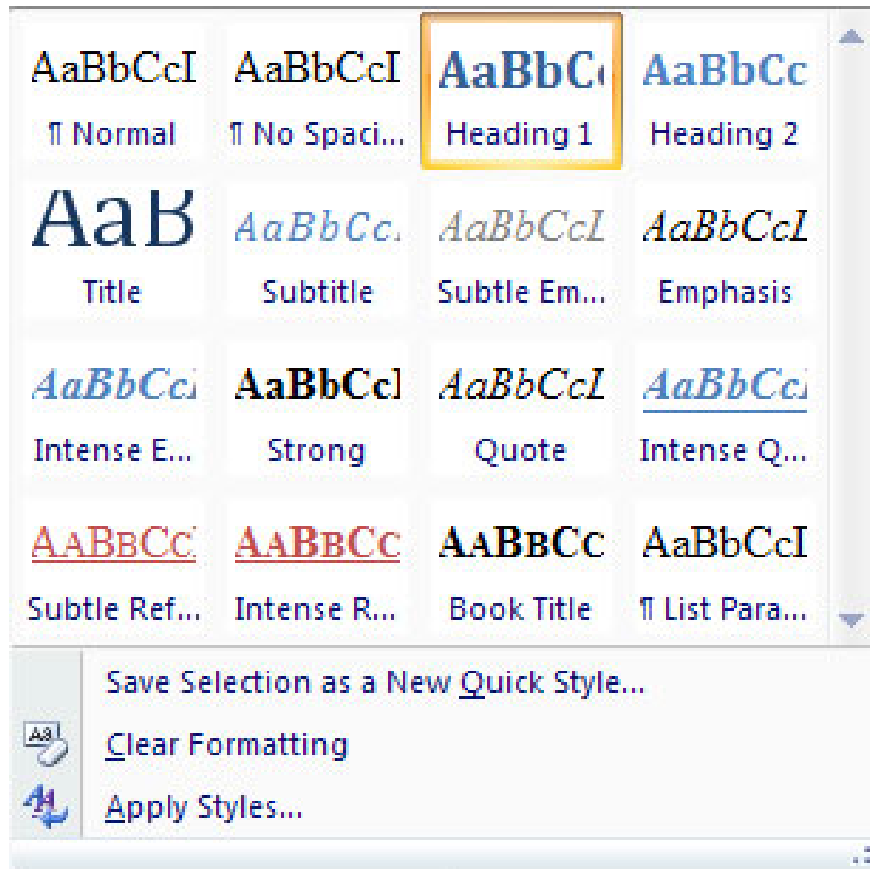 AaBbCcI AaBbCcI AaBbC AaBbCc
¶ Normal ¶ No Spaci... Heading 1 Heading 2
AaB AaBbCc. AaBbCcI AaBbCcI
Title Subtitle Subtle Em... Emphasis
AaBbCcI AaBbCcI AaBbCcI AaBbCcI
Intense E... Strong Quote Intense Q...
AABBCC AABBCC AABBCC AaBbCcI
Subtle Ref... Intense R... Book Title ¶ List Para...
Save Selection as a New Quick Style...
Clear Formatting
Apply Styles...